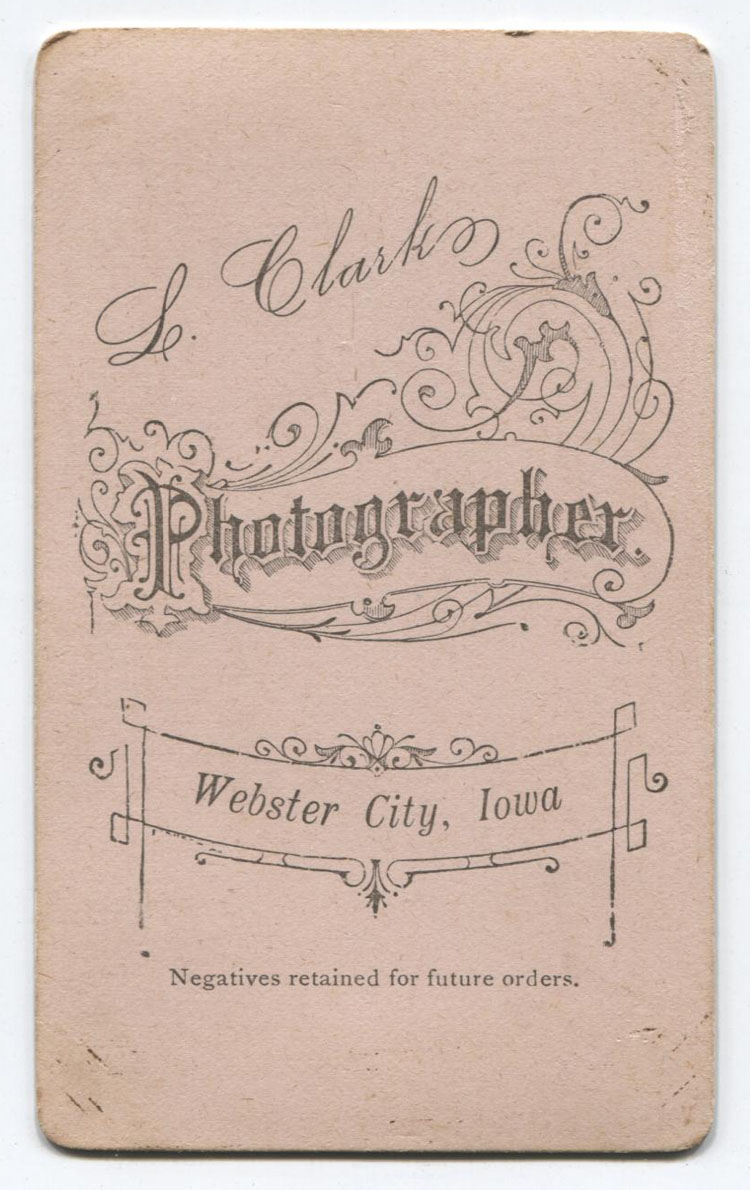 L. Clark
Photographer.
Webster City, Iowa
Negatives retained for future orders.